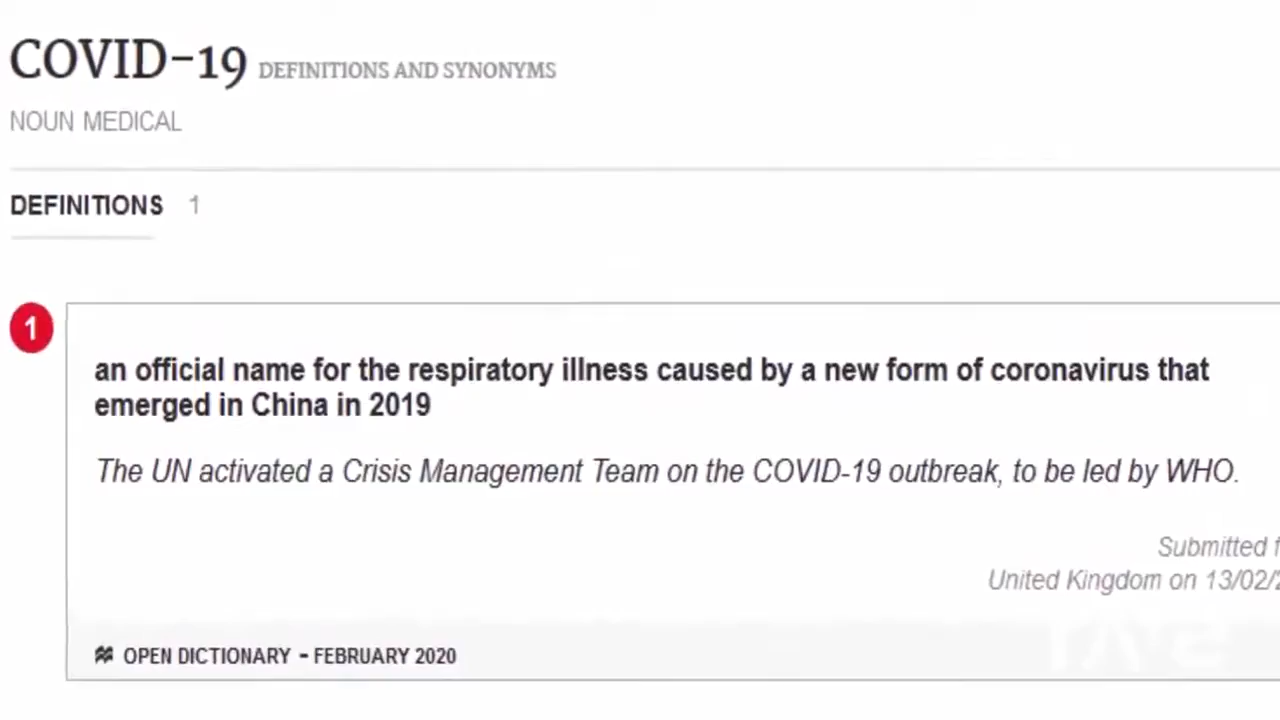 COVID-19 DEFINITIONS AND SYNONYMS
NOUN MEDICAL
DEFINITIONS 1
1
an official name for the respiratory illness caused by a new form of coronavirus that
emerged in China in 2019
The UN activated a Crisis Management Team on the COVID-19 outbreak, to be led by WHO.
Submitted
United Kingdom on 13/02/
OPEN DICTIONARY - FEBRUARY 2020